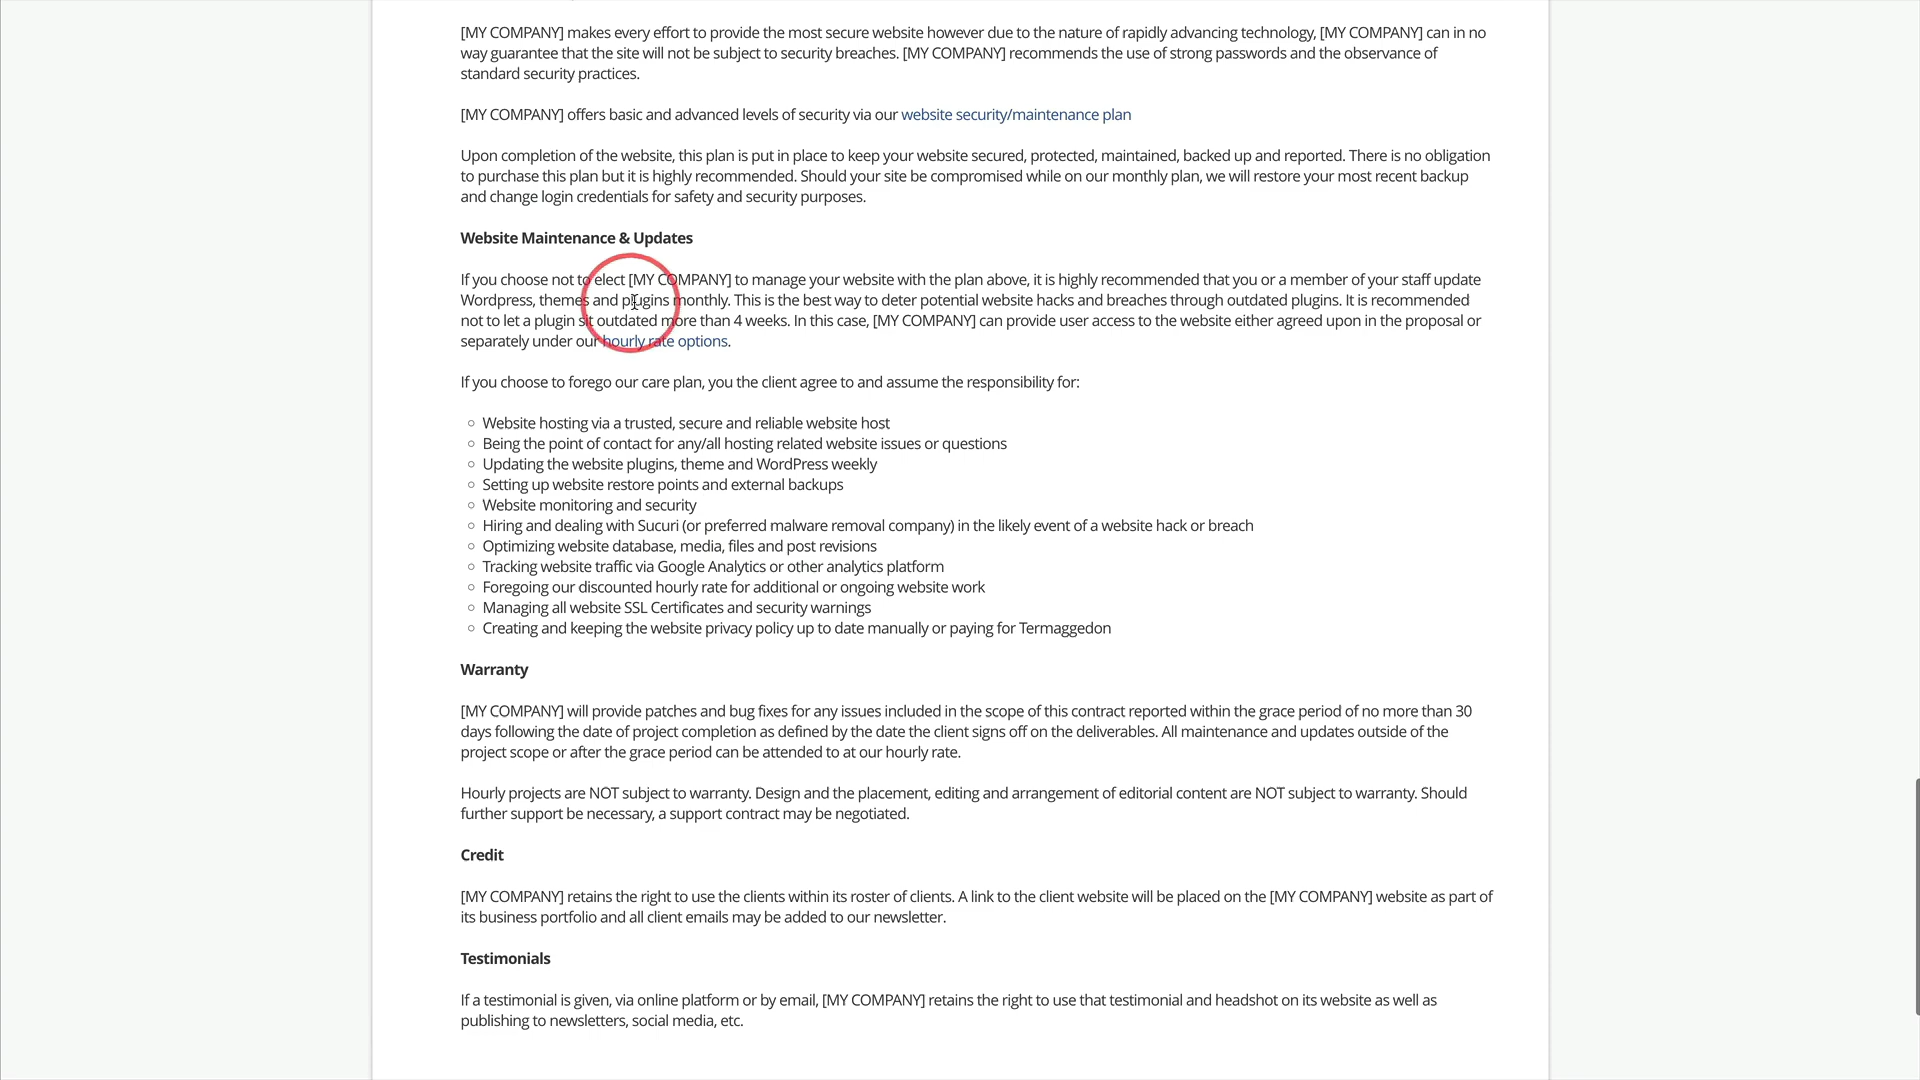 [MY COMPANY] makes every effort to provide the most secure website however due to the nature of rapidly advancing technology, [MY COMPANY] can in no
way guarantee that the site will not be subject to security breaches. [MY COMPANY] recommends the use of strong passwords and the observance of
standard security practices.
[MY COMPANY] offers basic and advanced levels of security via our website security/maintenance plan
Upon completion of the website, this plan is put in place to keep your website secured, protected, maintained, backed up and reported. There is no obligation
to purchase this plan but it is highly recommended. Should your site be compromised while on our monthly plan, we will restore your most recent backup
and change login credentials for safety and security purposes.
Website Maintenance & Updates
If you choose not to elect [MY COMPANY] to manage your website with the plan above, it is highly recommended that you or a member of your staff update
Wordpress, themes and plugins monthly. This is the best way to deter potential website hacks and breaches through outdated plugins. It is recommended
not to let a plugin sit outdated more than 4 weeks. In this case, [MY COMPANY] can provide user access to the website either agreed upon in the proposal or
separately under our hourly rate options.
If you choose to forego our care plan, you the client agree to and assume the responsibility for:
Website hosting via a trusted, secure and reliable website host
Being the point of contact for any/all hosting related website issues or questions
Updating the website plugins, theme and WordPress weekly
Setting up website restore points and external backups
Website monitoring and security
Hiring and dealing with Sucuri (or preferred malware removal company) in the likely event of a website hack or breach
Optimizing website database, media, files and post revisions
Tracking website traffic via Google Analytics or other analytics platform
Foregoing our discounted hourly rate for additional or ongoing website work
Managing all website SSL Certificates and security warnings
Creating and keeping the website privacy policy up to date manually or paying for Termaggedon
Warranty
[MY COMPANY] will provide patches and bug fixes for any issues included in the scope of this contract reported within the grace period of no more than 30
days following the date of project completion as defined by the date the client signs off on the deliverables. All maintenance and updates outside of the
project scope or after the grace period can be attended to at our hourly rate.
Hourly projects are NOT subject to warranty. Design and the placement, editing and arrangement of editorial content are NOT subject to warranty. Should
further support be necessary, a support contract may be negotiated.
Credit
[MY COMPANY] retains the right to use the clients within its roster of clients. A link to the client website will be placed on the [MY COMPANY] website as part of
its business portfolio and all client emails may be added to our newsletter.
Testimonials
If a testimonial is given, via online platform or by email, [MY COMPANY] retains the right to use that testimonial and headshot on its website as well as
publishing to newsletters, social media, etc.